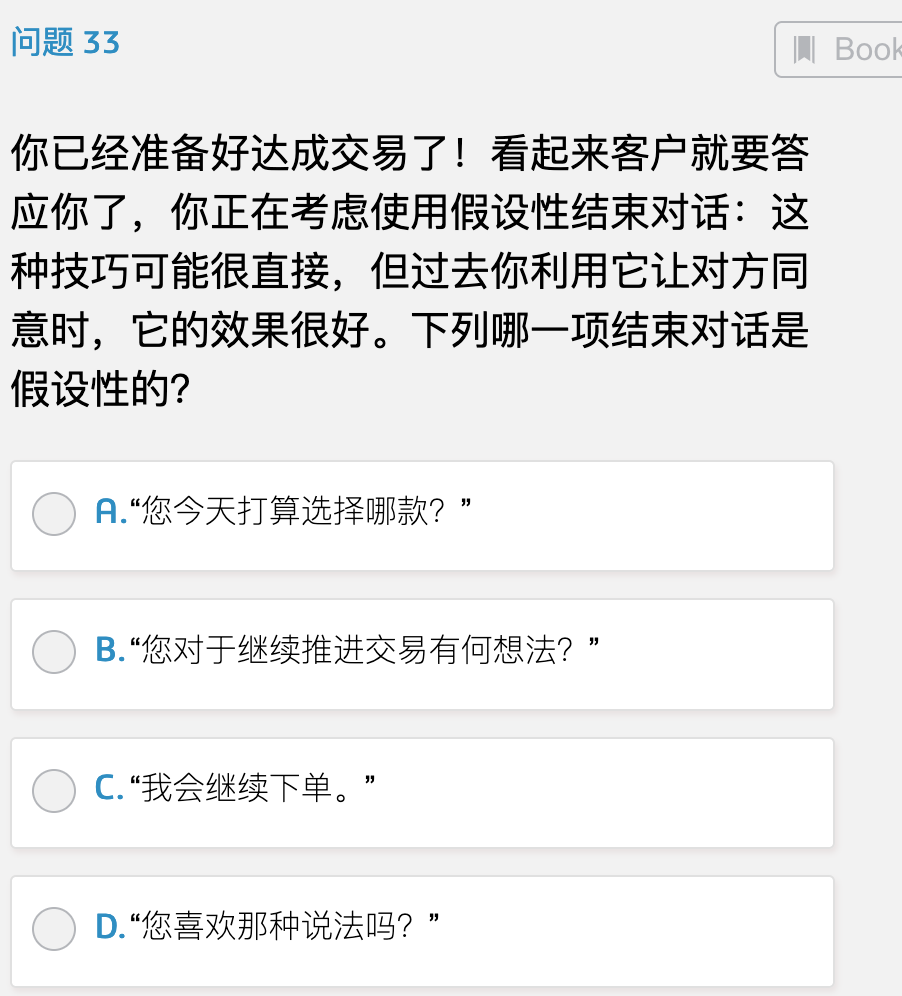 问题 33
Book
你已经准备好达成交易了！看起来客户就要答
应你了，你正在考虑使用假设性结束对话：这
种技巧可能很直接，但过去你利用它让对方同
意时，它的效果很好。下列哪一项结束对话是
假设性的？
A.“您今天打算选择哪款？”
B.“您对于继续推进交易有何想法？”
C.“我会继续下单。”
D.“您喜欢那种说法吗？”